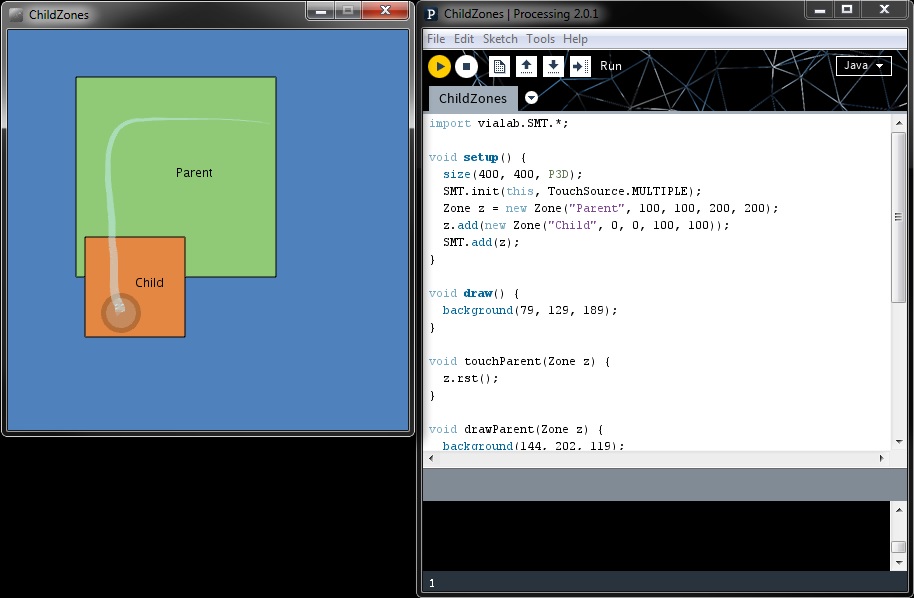 ChildZones
Parent
Child
ChildZones | Processing 2.0.1
File Edit Sketch Tools Help
Run
Java
ChildZones
import vialab.SMT.*;
void setup() {
  size(400, 400, P3D);
  SMT.init(this, TouchSource.MULTIPLE);
  Zone z = new Zone("Parent", 100, 100, 200, 200);
  z.add(new Zone("Child", 0, 0, 100, 100));
  SMT.add(z);
}
void draw() {
  background(79, 129, 189);
}
void touchParent(Zone z) {
  z.rst();
}
void drawParent(Zone z) {
  background(144, 202, 119);
1